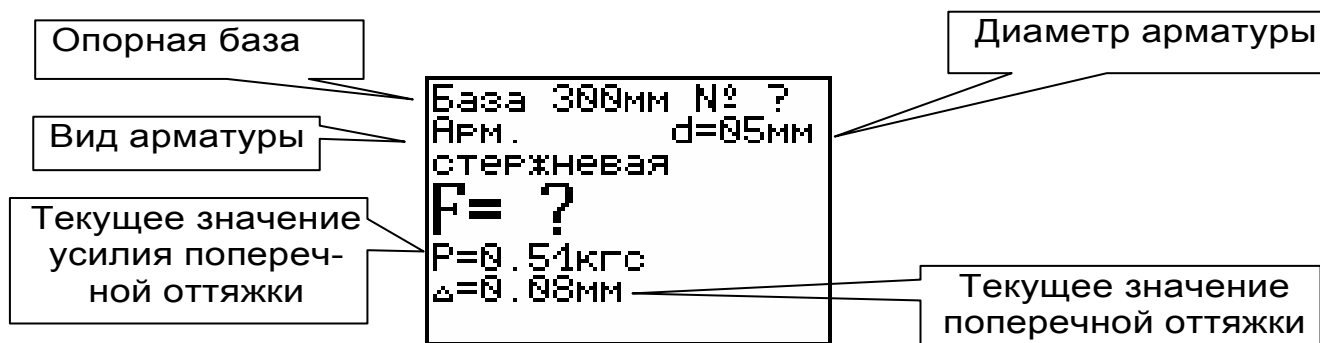 Опорная база
Диаметр арматуры
Вид арматуры
База 300мм № ?
Арм. d=05мм
стержневая
F= ?
P=0.51кгс
△=0.08мм
Текущее значение
усилия попереч-
ной оттяжки
Текущее значение
поперечной оттяжки